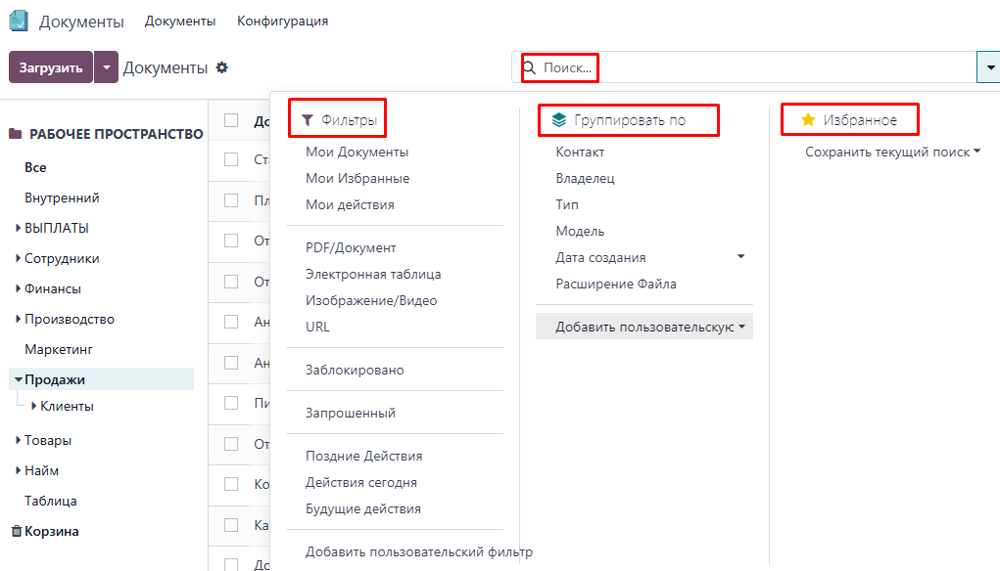 Документы Документы Конфигурация
Загрузить Документы Поиск...
РАБОЧЕЕ ПРОСТРАНСТВО
Все
Внутренний
ВЫПЛАТЫ
Сотрудники
Финансы
Производство
Маркетинг
Продажи
Клиенты
Товары
Найм
Таблица
Корзина
До
Ста
Пл
От
От
Ан
Ан
Пи
От
Ко
Ка
До
Фильтры
Мои Документы
Мои Избранные
Мои действия
PDF/Документ
Электронная таблица
Изображение/Видео
URL
Заблокировано
Запрошенный
Поздние Действия
Действия сегодня
Будущие действия
Добавить пользовательский фильтр
Группировать по
Контакт
Владелец
Тип
Модель
Дата создания
Расширение Файла
Добавить пользовательскую
Избранное
Сохранить текущий поиск